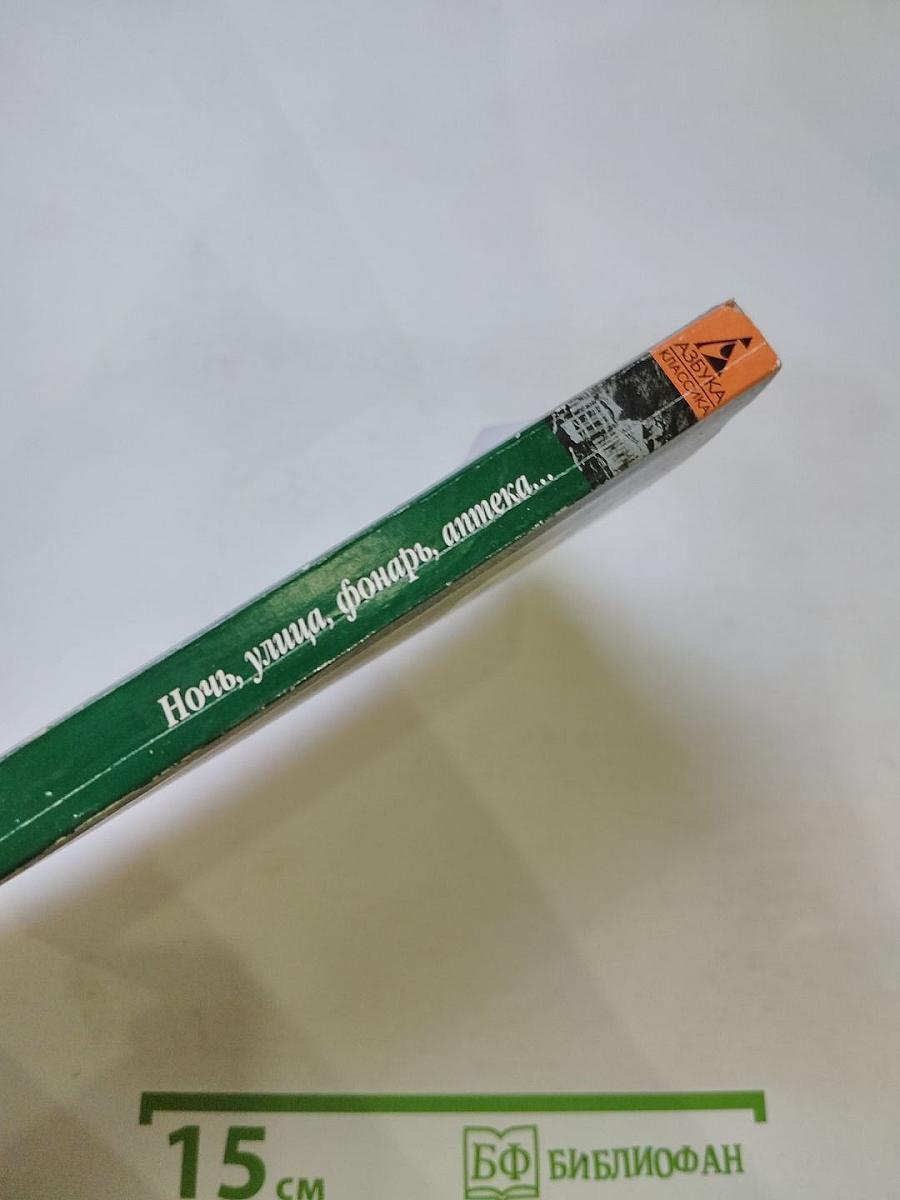 АЗБУКА
КЛАССИКА
Ночь, улица, фонарь, аптека...
15 см
БФ БИБЛИОФАН